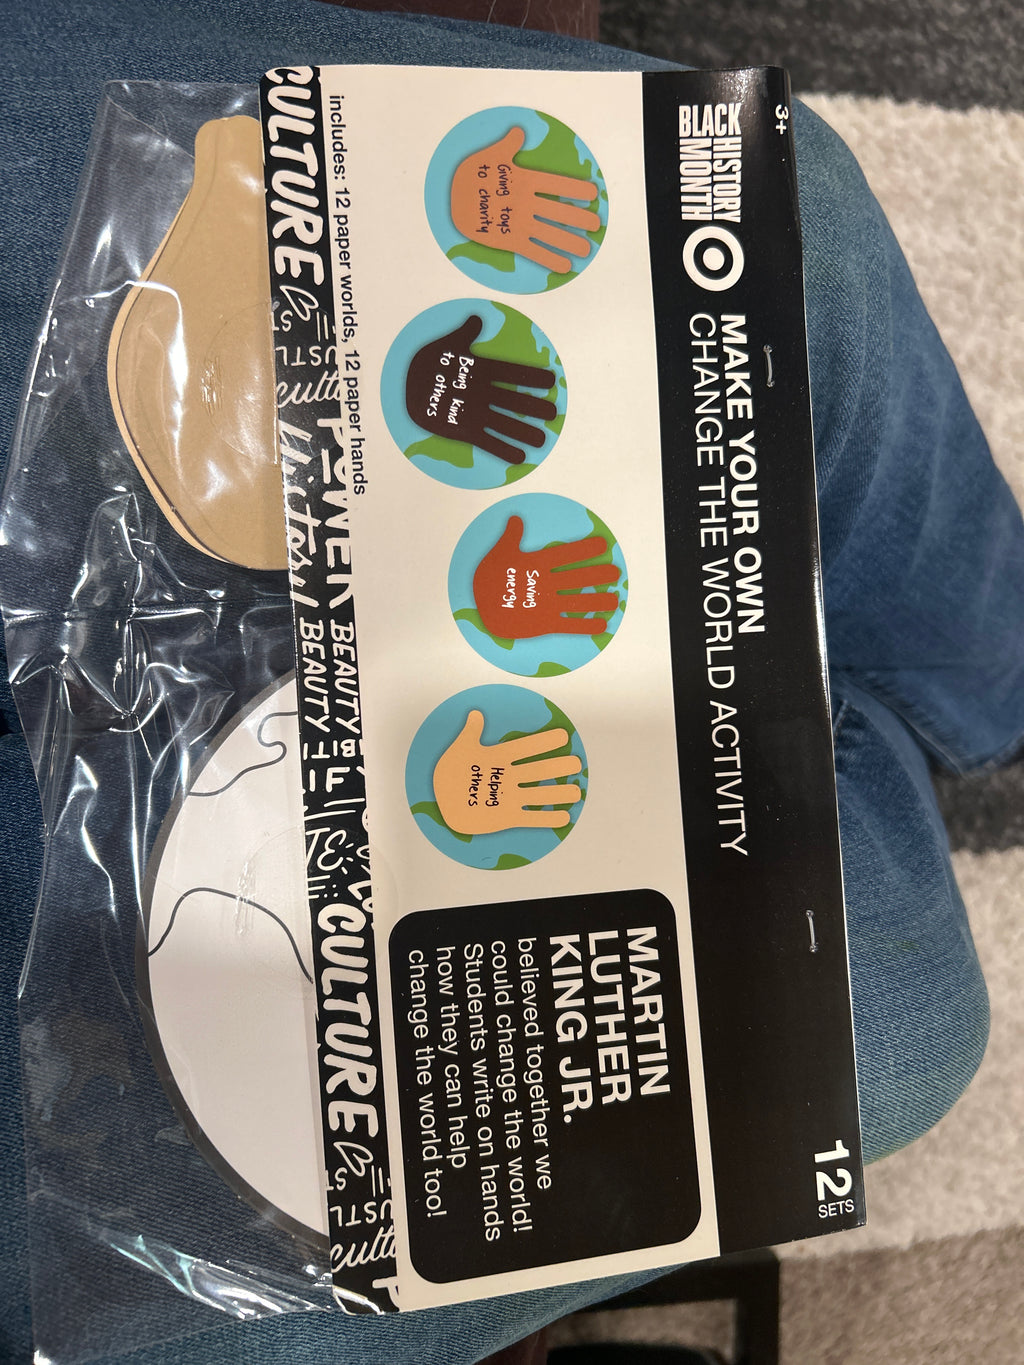 3+
BLACK
HISTORY
MONTH
MAKE YOUR OWN
CHANGE THE WORLD ACTIVITY
12
SETS
Giving toys
to charity
Being kind
to others
Saving
energy
Helping
others
MARTIN
LUTHER
KING JR.
believed together we
could change the world!
Students write on hands
how they can help
change the world too!
includes: 12 paper worlds, 12 paper hands
CULTURE
POWER
BEAUTY
history
BEAUTY
CULTURE